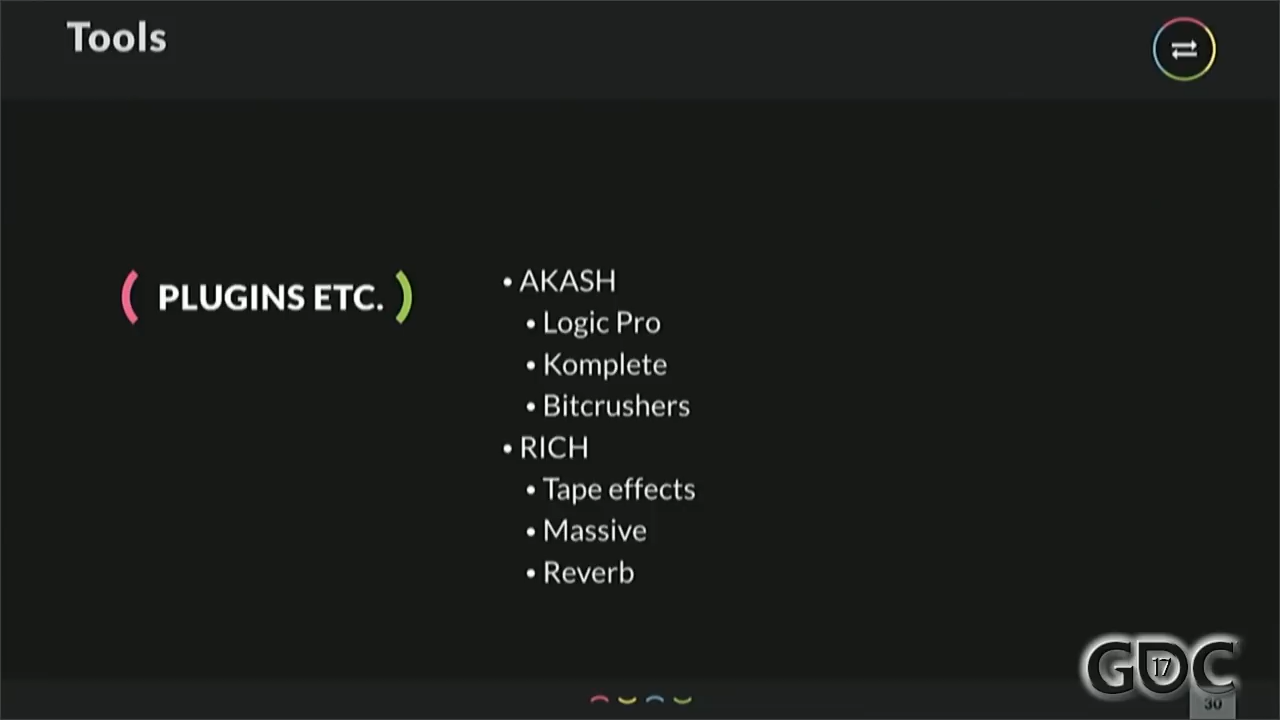 Tools
PLUGINS ETC.
• AKASH
• Logic Pro
• Komplete
• Bitcrushers
• RICH
• Tape effects
• Massive
• Reverb
GDC
17
30